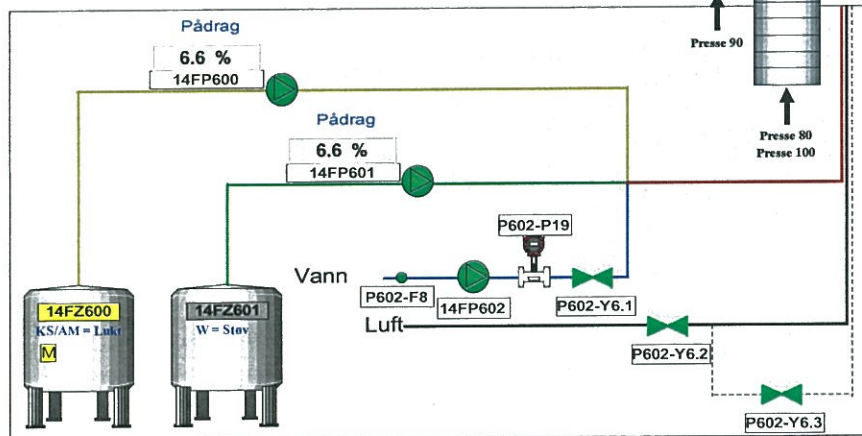 Presse 90
Pådrag
6.6 %
14FP600
Presse 80
Presse 100
Pådrag
6.6 %
14FP601
P602-P19
Vann
P602-F8
14FP602
P602-Y6.1
14FZ600
KS/AM = Lukt
M
14FZ601
W = Støv
Luft
P602-Y6.2
P602-Y6.3